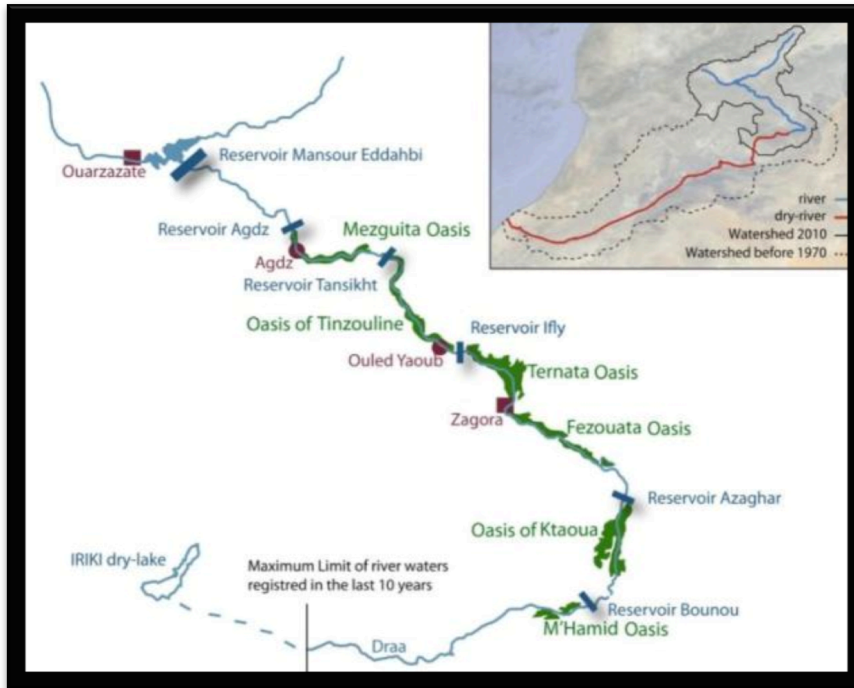 river
dry-river
Watershed 2010
Watershed before 1970
Reservoir Mansour Eddahbi
Ouarzazate
Reservoir Agdz
Mezguita Oasis
Agdz
Reservoir Tansikht
Oasis of Tinzouline
Reservoir Ifly
Ouled Yaoub
Ternata Oasis
Zagora
Fezouata Oasis
Reservoir Azaghar
Oasis of Ktaoua
IRIKI dry-lake
Maximum Limit of river waters
registred in the last 10 years
Reservoir Bounou
M'Hamid Oasis
Draa